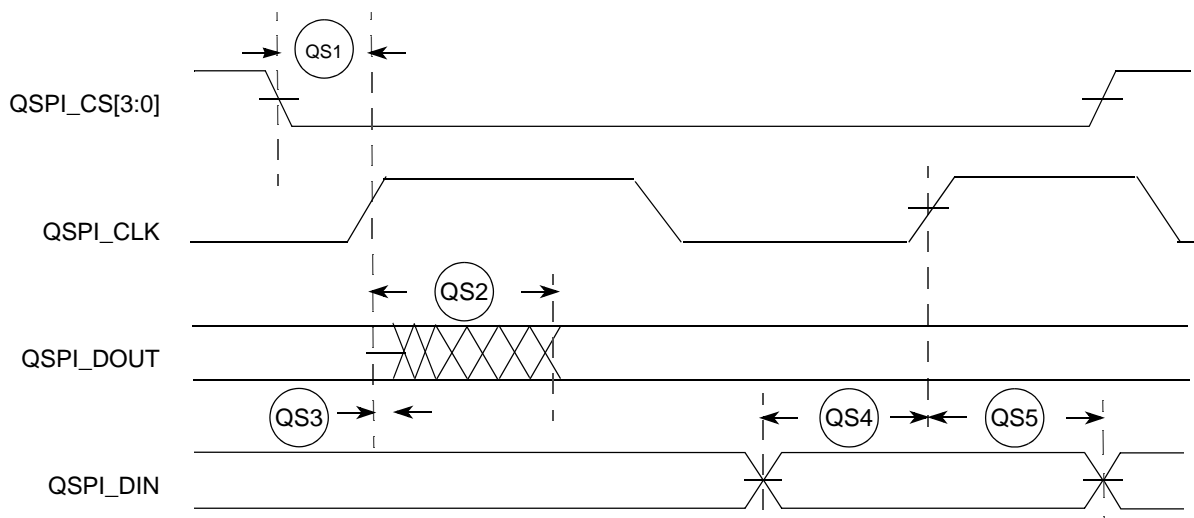 QS1
QSPI_CS[3:0]
QSPI_CLK
QS2
QSPI_DOUT
QS3
QS4
QS5
QSPI_DIN